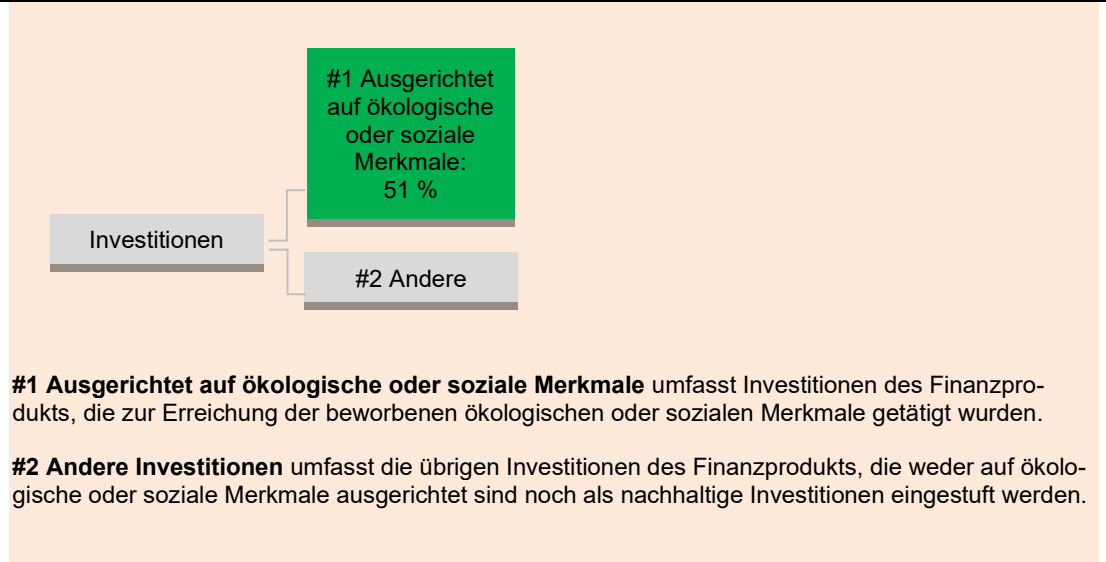 #1 Ausgerichtet
auf ökologische
oder soziale
Merkmale:
51 %
Investitionen
#2 Andere
#1 Ausgerichtet auf ökologische oder soziale Merkmale umfasst Investitionen des Finanzpro-
dukts, die zur Erreichung der beworbenen ökologischen oder sozialen Merkmale getätigt wurden.
#2 Andere Investitionen umfasst die übrigen Investitionen des Finanzprodukts, die weder auf ökolo-
gische oder soziale Merkmale ausgerichtet sind noch als nachhaltige Investitionen eingestuft werden.